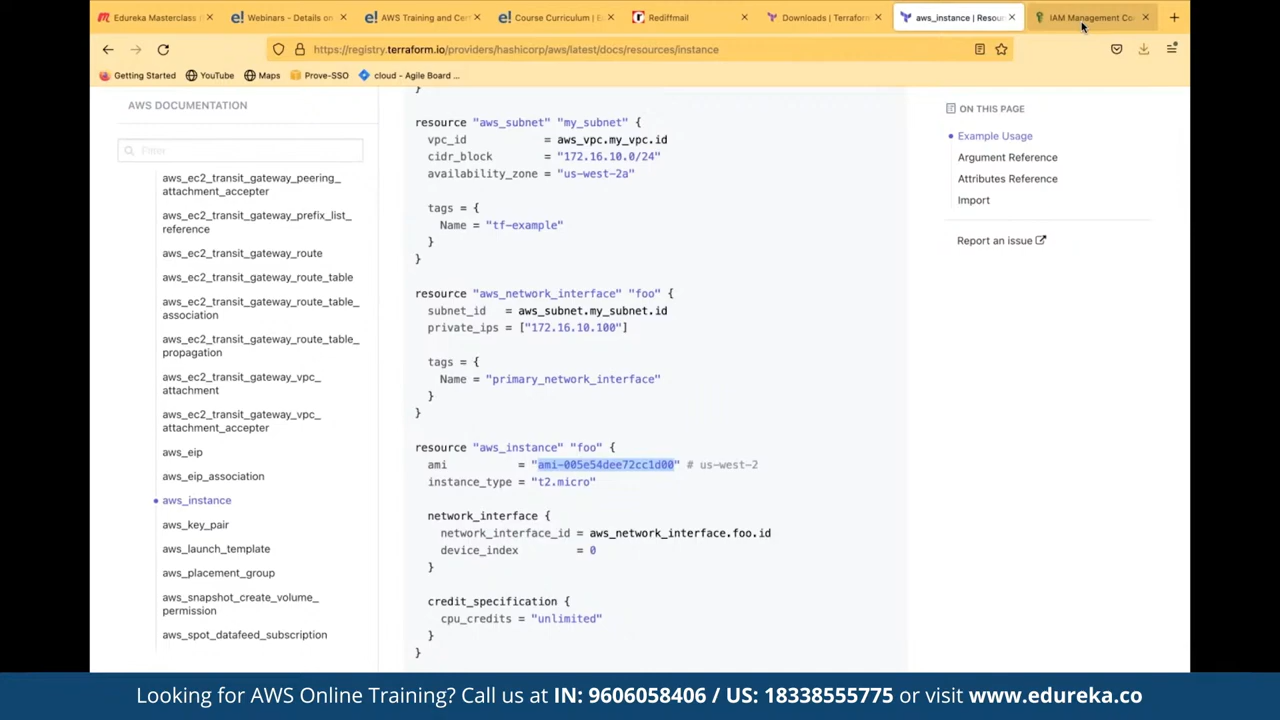 Edureka Masterclass
Webinars - Details on
AWS Training and Cer
Course Curriculum | E
Rediffmail
Downloads | Terraform
aws_instance | Resour
IAM Management Co
https://registry.terraform.io/providers/hashicorp/aws/latest/docs/resources/instance
Getting Started
YouTube
Maps
Prove-SSO
cloud - Agile Board ...
AWS DOCUMENTATION
Filter
aws_ec2_transit_gateway_peering_
attachment_accepter
aws_ec2_transit_gateway_prefix_list_
reference
aws_ec2_transit_gateway_route
aws_ec2_transit_gateway_route_table
aws_ec2_transit_gateway_route_table_
association
aws_ec2_transit_gateway_route_table_
propagation
aws_ec2_transit_gateway_vpc_
attachment
aws_ec2_transit_gateway_vpc_
attachment_accepter
aws_eip
aws_eip_association
aws_instance
aws_key_pair
aws_launch_template
aws_placement_group
aws_snapshot_create_volume_
permission
aws_spot_datafeed_subscription
}
resource "aws_subnet" "my_subnet" {
vpc_id = aws_vpc.my_vpc.id
cidr_block = "172.16.10.0/24"
availability_zone = "us-west-2a"
tags = {
Name = "tf-example"
}
}
resource "aws_network_interface" "foo" {
subnet_id = aws_subnet.my_subnet.id
private_ips = ["172.16.10.100"]
tags = {
Name = "primary_network_interface"
}
}
resource "aws_instance" "foo" {
ami = "ami-005e54dee72cc1d00" # us-west-2
instance_type = "t2.micro"
network_interface {
network_interface_id = aws_network_interface.foo.id
device_index = 0
}
credit_specification {
cpu_credits = "unlimited"
}
}
ON THIS PAGE
Example Usage
Argument Reference
Attributes Reference
Import
Report an issue
Looking for AWS Online Training? Call us at IN: 9606058406 / US: 18338555775 or visit www.edureka.co